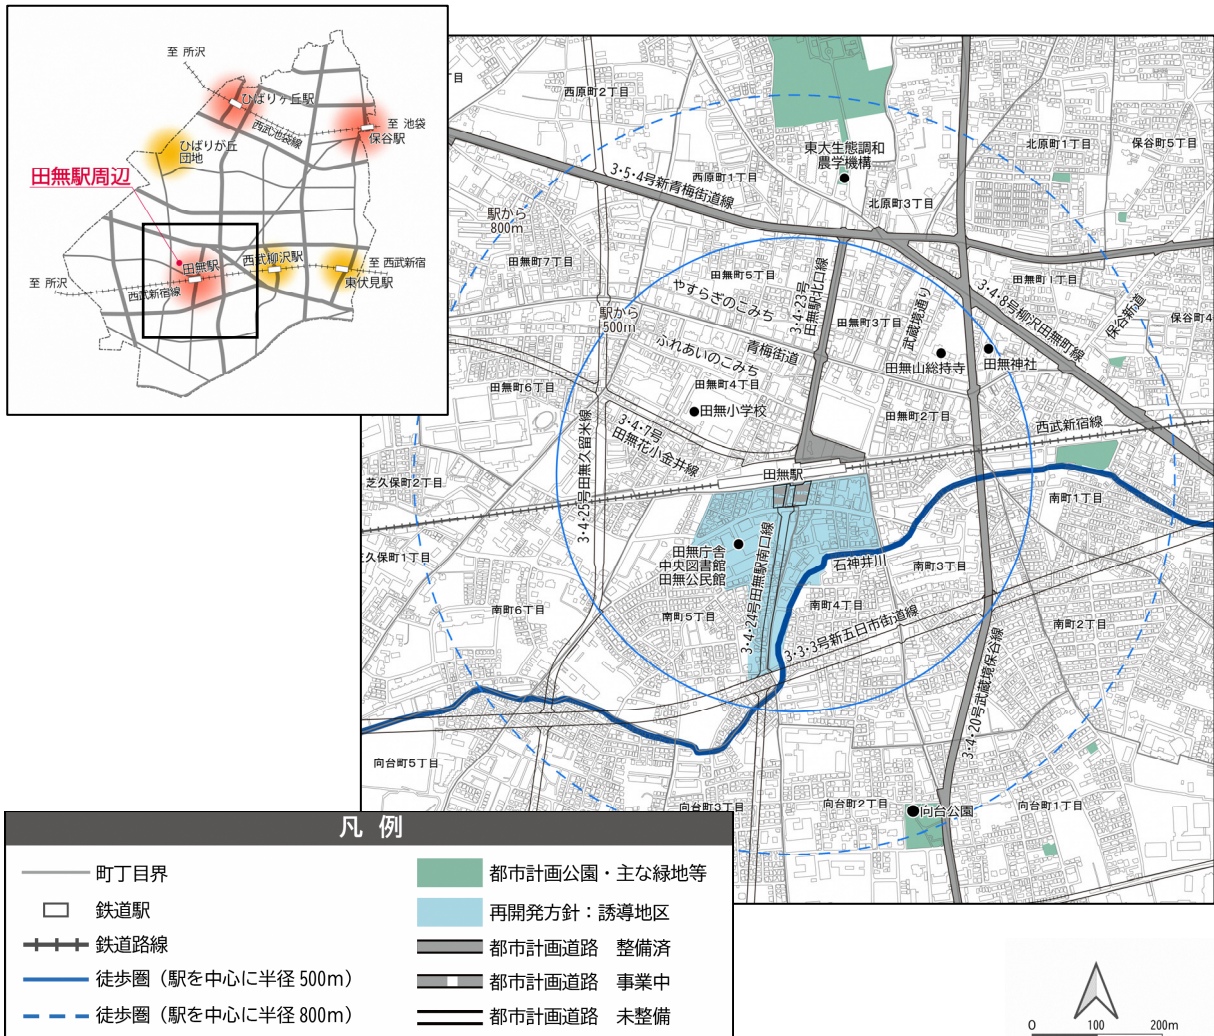 至 所沢
ひばりヶ丘駅
西武池袋線
至 池袋
保谷駅
ひばりが丘
団地
田無駅周辺
田無駅
西武柳沢駅
至 西武新宿
東伏見駅
至 所沢
西武新宿線
西原町2丁目
東大生態調和
農学機構
北原町1丁目
保谷町5丁目
3・5・4号新青梅街道線
西原町1丁目
北原町3丁目
駅から
800m
田無町7丁目
田無町5丁目
田無町1丁目
やすらぎのこみち
3・4・23号
田無駅北口線
武蔵境通り
3・4・8号柳沢田無町線
保谷新道
保谷町4
駅から
500m
田無町3丁目
青梅街道
ふれあいのこみち
田無山総持寺
田無神社
田無町6丁目
田無町4丁目
田無小学校
田無町2丁目
3・4・7号
田無花小金井線
西武新宿線
3・4・25号田無久留米線
田無駅
芝久保町2丁目
南町1丁目
久保町1丁目
田無庁舎
中央図書館
田無公民館
3・4・24号田無駅南口線
石神井川
南町3丁目
南町6丁目
南町5丁目
南町4丁目
南町2丁目
3・3・3号新五日市街道線
3・4・20号武蔵境保谷線
向台町5丁目
向台町3丁目
向台町2丁目
向台公園
向台町1丁目
凡 例
町丁目界
鉄道駅
鉄道路線
徒歩圏（駅を中心に半径 500m）
徒歩圏（駅を中心に半径 800m）
都市計画公園・主な緑地等
再開発方針：誘導地区
都市計画道路　整備済
都市計画道路　事業中
都市計画道路　未整備
0 100 200m